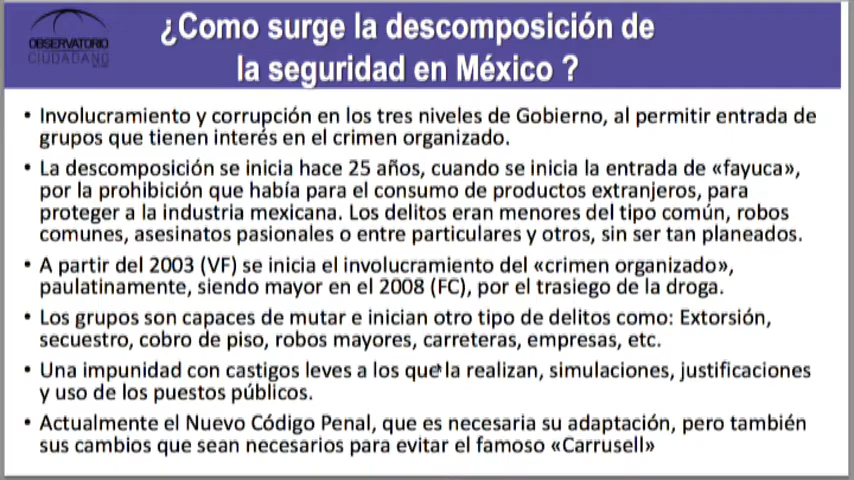 OBSERVATORIO
CIUDADANO
¿Como surge la descomposición de
la seguridad en México ?
• Involucramiento y corrupción en los tres niveles de Gobierno, al permitir entrada de
grupos que tienen interés en el crimen organizado.
• La descomposición se inicia hace 25 años, cuando se inicia la entrada de «fayuca»,
por la prohibición que había para el consumo de productos extranjeros, para
proteger a la industria mexicana. Los delitos eran menores del tipo común, robos
comunes, asesinatos pasionales o entre particulares y otros, sin ser tan planeados.
• A partir del 2003 (VF) se inicia el involucramiento del «crimen organizado»,
paulatinamente, siendo mayor en el 2008 (FC), por el trasiego de la droga.
• Los grupos son capaces de mutar e inician otro tipo de delitos como: Extorsión,
secuestro, cobro de piso, robos mayores, carreteras, empresas, etc.
• Una impunidad con castigos leves a los que la realizan, simulaciones, justificaciones
y uso de los puestos públicos.
• Actualmente el Nuevo Código Penal, que es necesaria su adaptación, pero también
sus cambios que sean necesarios para evitar el famoso «Carrusell»